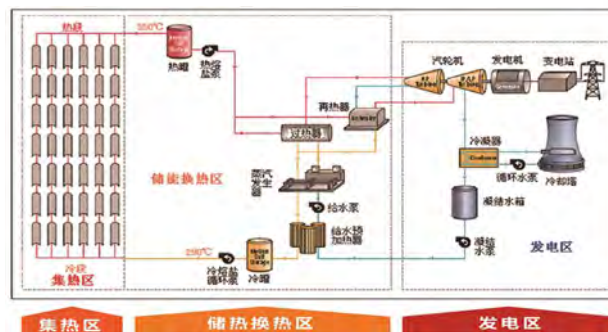 热段
550℃
热罐
热熔
盐泵
储能换热区
过热器
再热器
蒸汽
发生
器
给水泵
给水预
加热器
290℃
冷熔盐
循环泵
冷罐
冷段
集热区
汽轮机
发电机
变电站
冷凝器
循环水泵
冷却塔
凝结水箱
凝结
水泵
发电区
集热区
储热换热区
发电区